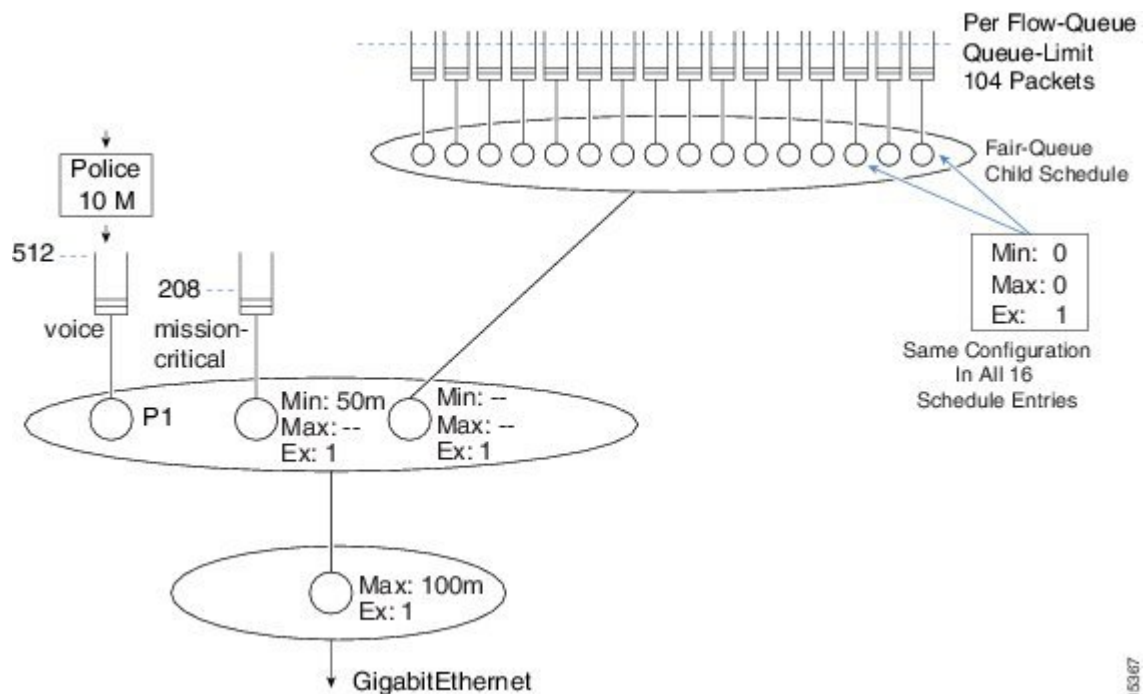 Per Flow-Queue
Queue-Limit
104 Packets
Fair-Queue
Child Schedule
Police
10 M
512
voice
208
mission-
critical
Min: 0
Max: 0
Ex: 1
Same Configuration
In All 16
Schedule Entries
P1
Min: 50m
Max: --
Ex: 1
Min: --
Max: --
Ex: 1
Max: 100m
Ex: 1
GigabitEthernet